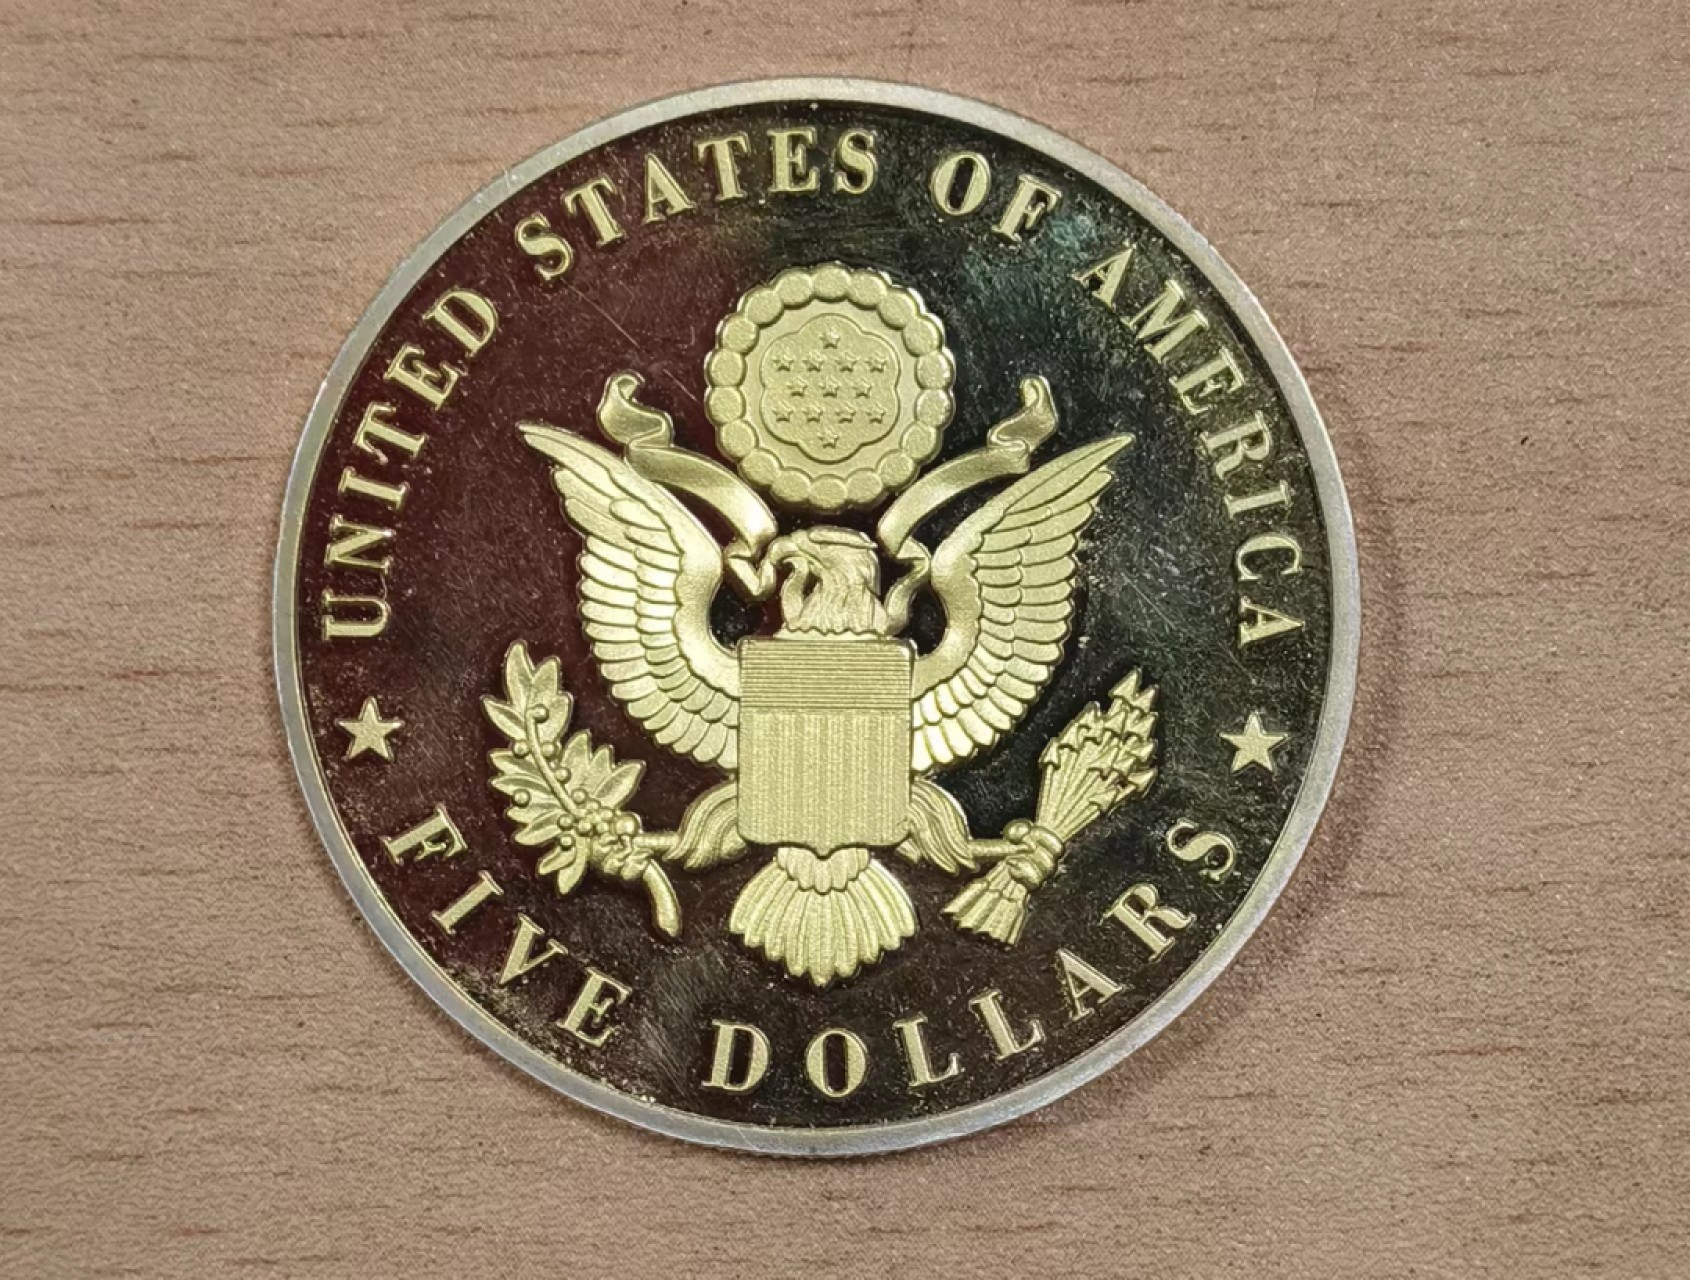 UNITED STATES OF AMERICA
FIVE DOLLARS